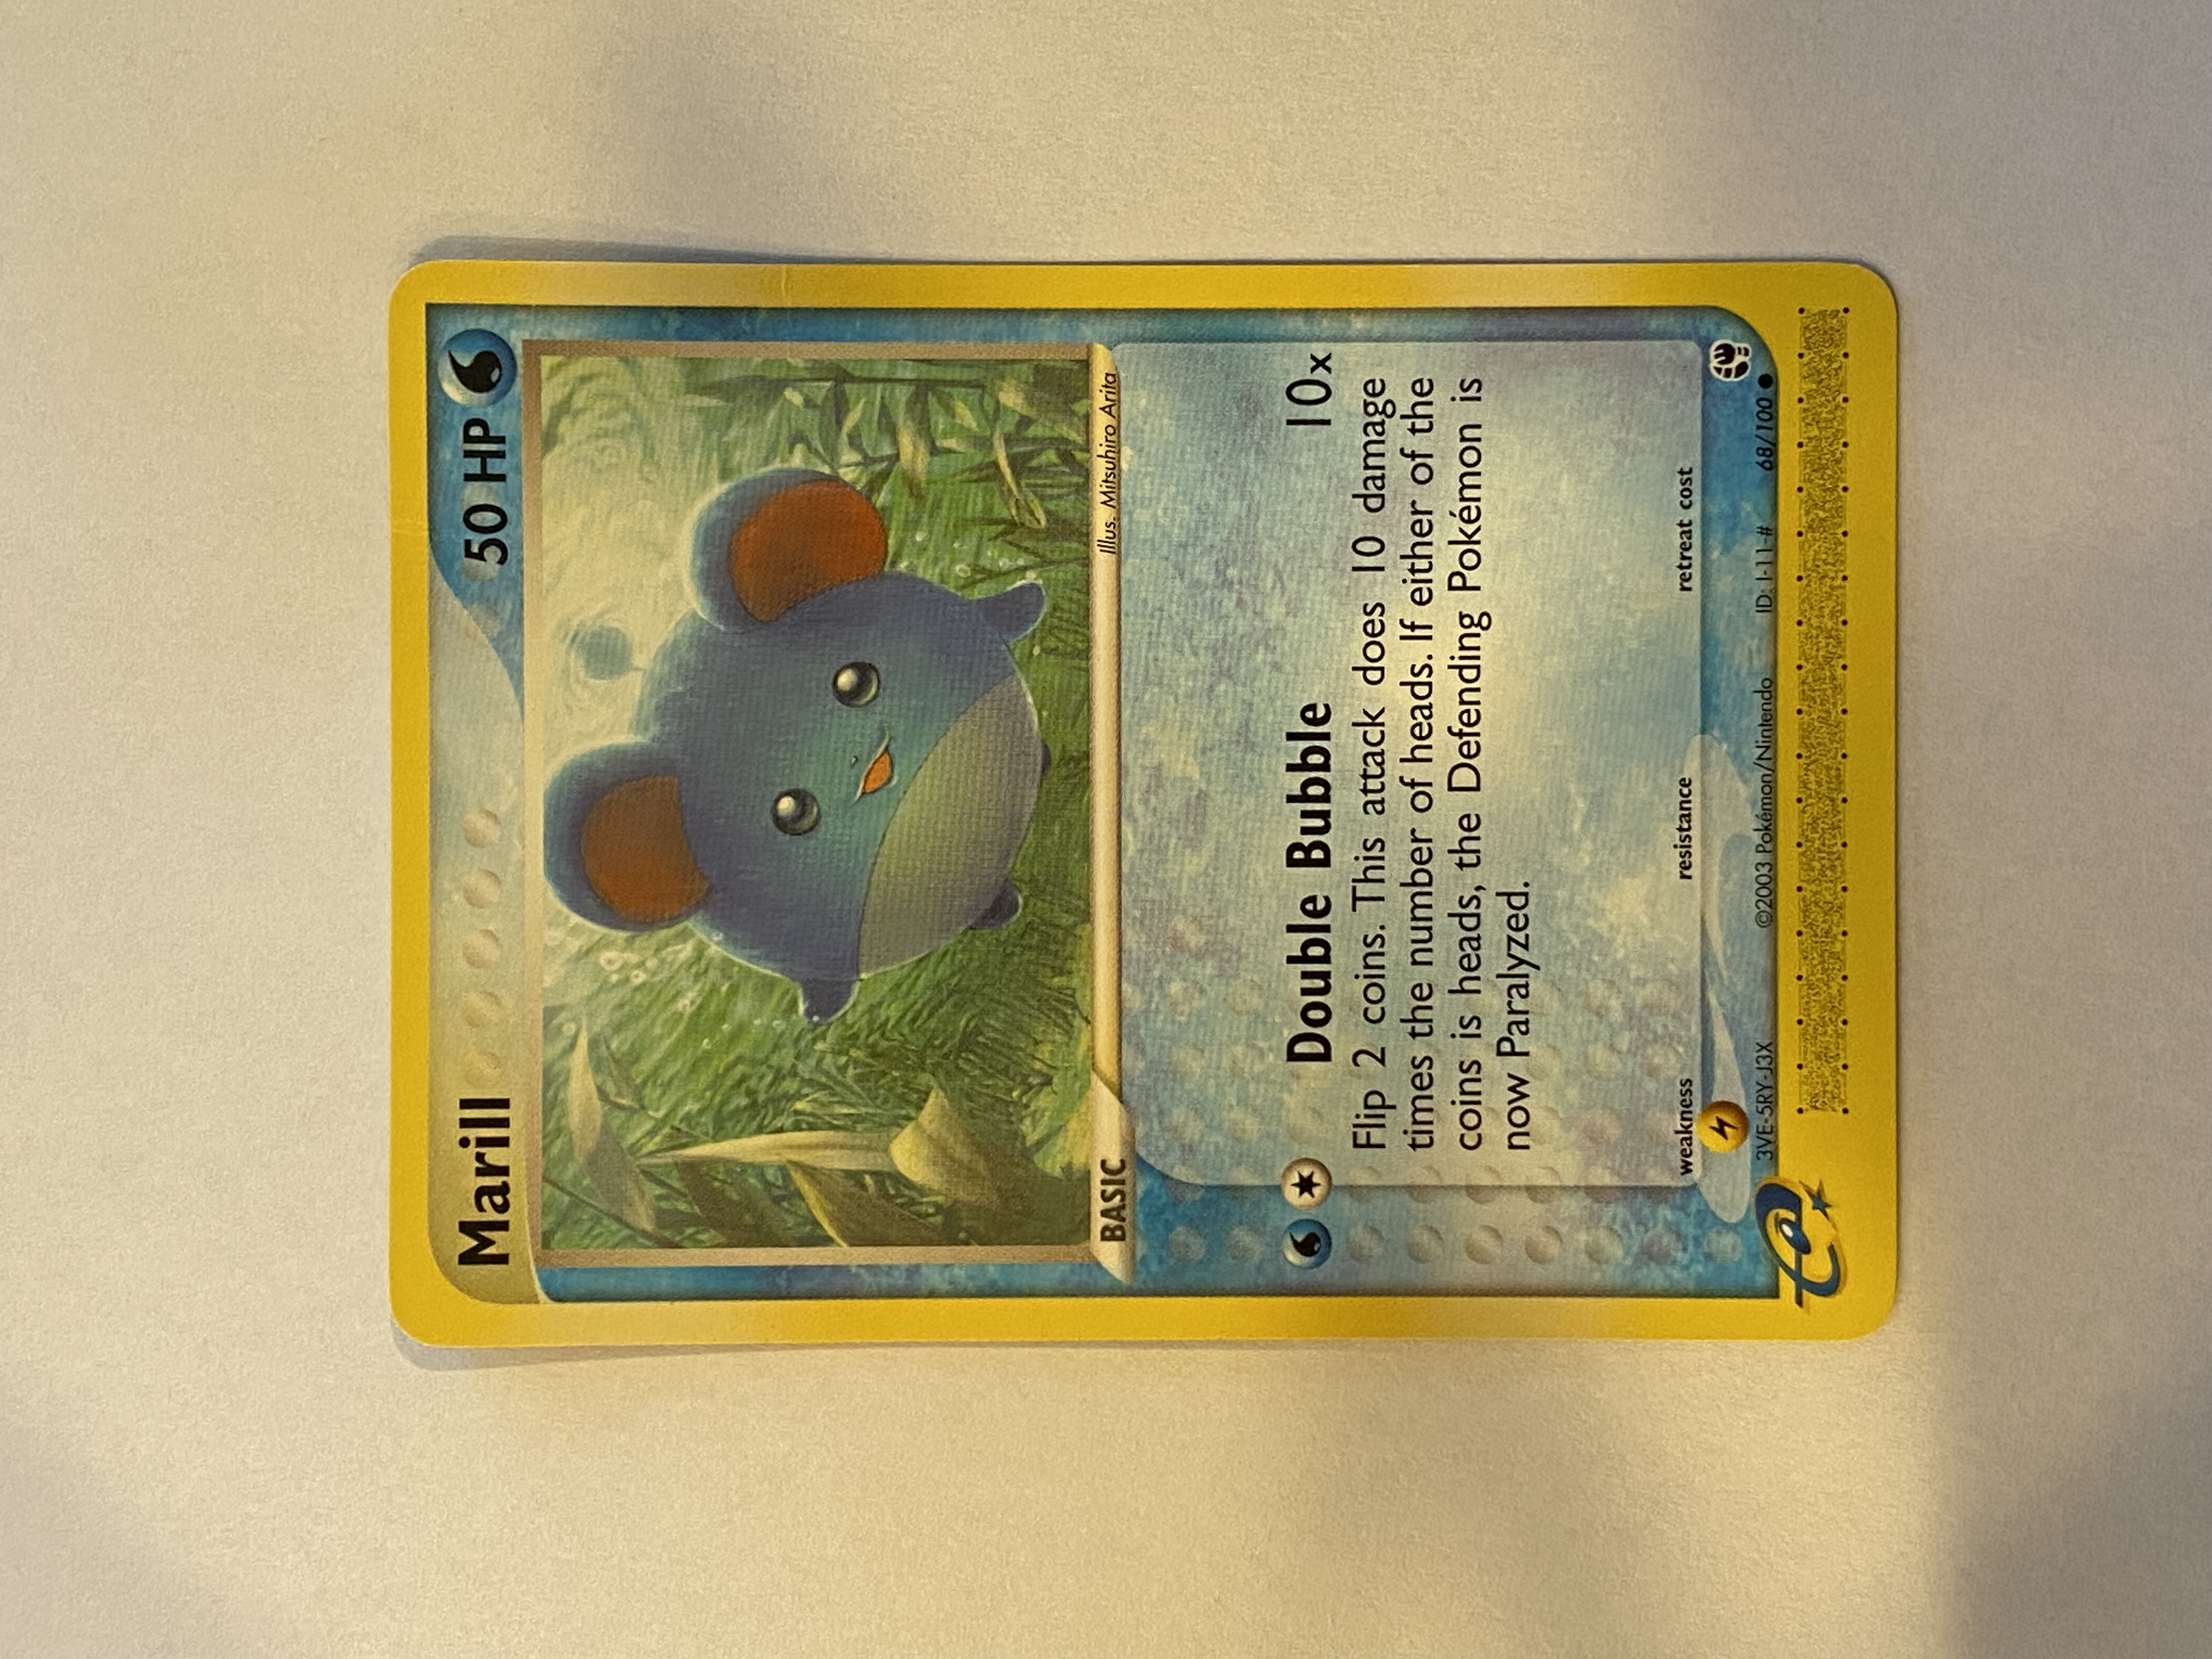 Marill 50 HP
BASIC Illus. Mitsuhiro Arita
Double Bubble 10x
Flip 2 coins. This attack does 10 damage
times the number of heads. If either of the
coins is heads, the Defending Pokémon is
now Paralyzed.
weakness resistance retreat cost
3VE-5RY-J3X ©2003 Pokémon/Nintendo ID: I-11-# 68/100